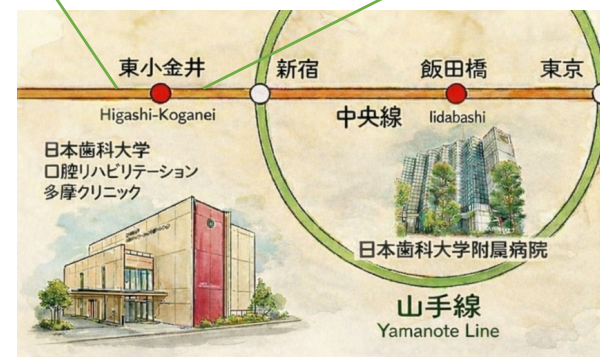 東小金井
Higashi-Koganei
新宿
飯田橋
Iidabashi
東京
中央線
日本歯科大学
口腔リハビリテーション
多摩クリニック
日本歯科大学附属病院
山手線
Yamanote Line